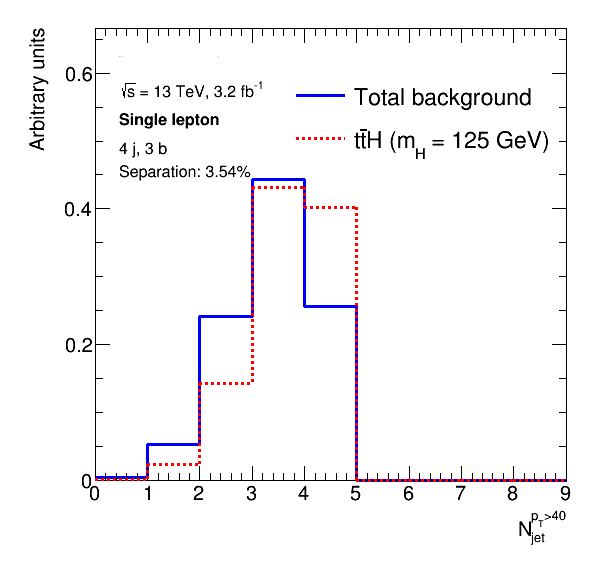 Arbitrary units
0.6
0.4
0.2
0
√s = 13 TeV, 3.2 fb⁻¹
Single lepton
4 j, 3 b
Separation: 3.54%
Total background
tt̄H (m_H = 125 GeV)
0 1 2 3 4 5 6 7 8 9
N_jet^{p_T>40}